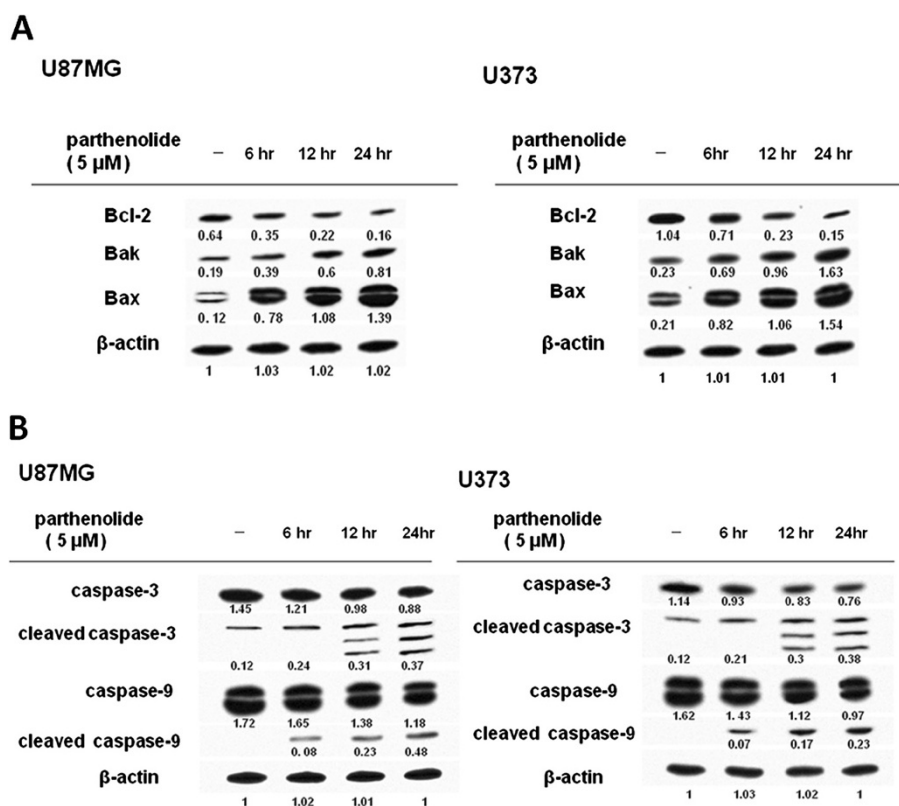 A
U87MG
parthenolide
( 5 µM)
– 6 hr 12 hr 24 hr
Bcl-2
0.64 0. 35 0.22 0.16
Bak
0.19 0.39 0.6 0.81
Bax
0. 12 0. 78 1.08 1.39
β-actin
1 1.03 1.02 1.02
U373
parthenolide
( 5 µM)
– 6hr 12 hr 24 hr
Bcl-2
1.04 0.71 0. 23 0.15
Bak
0.23 0.69 0.96 1.63
Bax
0.21 0.82 1.06 1.54
β-actin
1 1.01 1.01 1
B
U87MG
parthenolide
( 5 µM)
– 6 hr 12 hr 24hr
caspase-3
1.45 1.21 0.98 0.88
cleaved caspase-3
0.12 0.24 0.31 0.37
caspase-9
1.72 1.65 1.38 1.18
cleaved caspase-9
0. 08 0.23 0.48
β-actin
1 1.02 1.01 1
U373
parthenolide
( 5 µM)
– 6 hr 12 hr 24 hr
caspase-3
1.14 0.93 0. 83 0.76
cleaved caspase-3
0.12 0.21 0.3 0.38
caspase-9
1.62 1. 43 1.12 0.97
cleaved caspase-9
0.07 0.17 0.23
β-actin
1 1.03 1.02 1